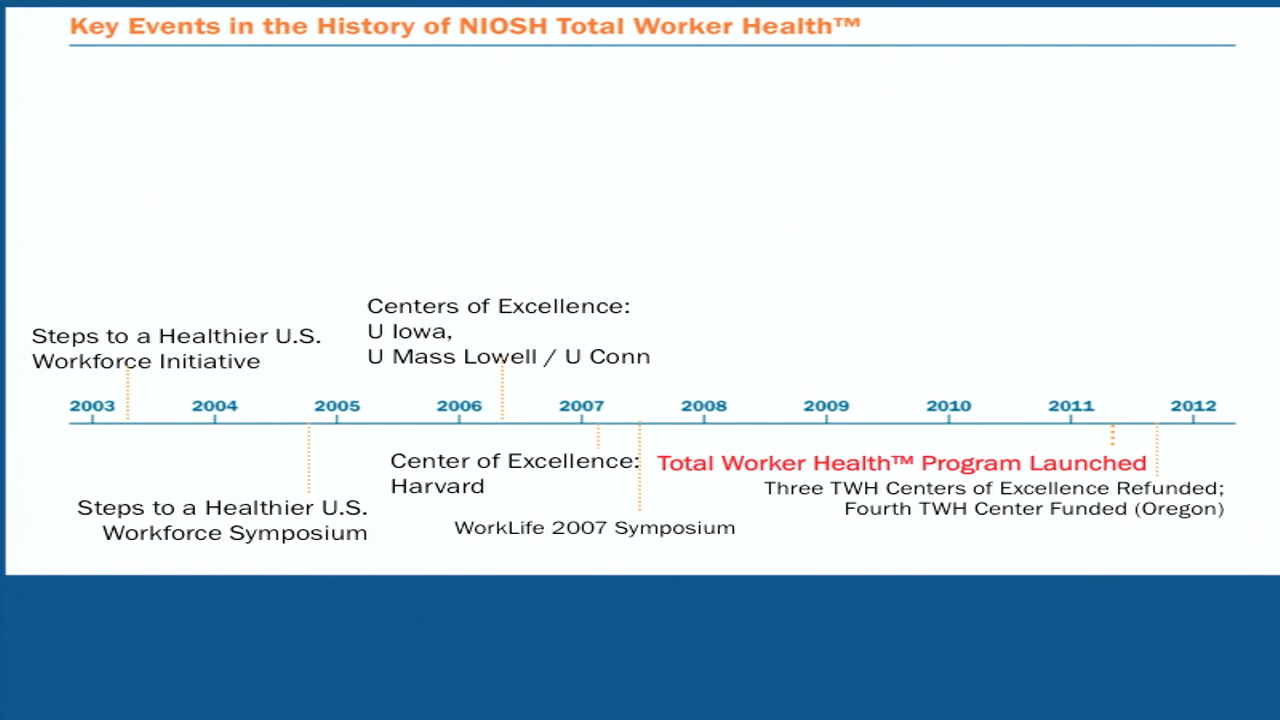 Key Events in the History of NIOSH Total Worker Health™
Centers of Excellence:
U Iowa,
U Mass Lowell / U Conn
Steps to a Healthier U.S.
Workforce Initiative
2003 2004 2005 2006 2007 2008 2009 2010 2011 2012
Center of Excellence:
Harvard
Total Worker Health™ Program Launched
Three TWH Centers of Excellence Refunded;
Fourth TWH Center Funded (Oregon)
Steps to a Healthier U.S.
Workforce Symposium
WorkLife 2007 Symposium